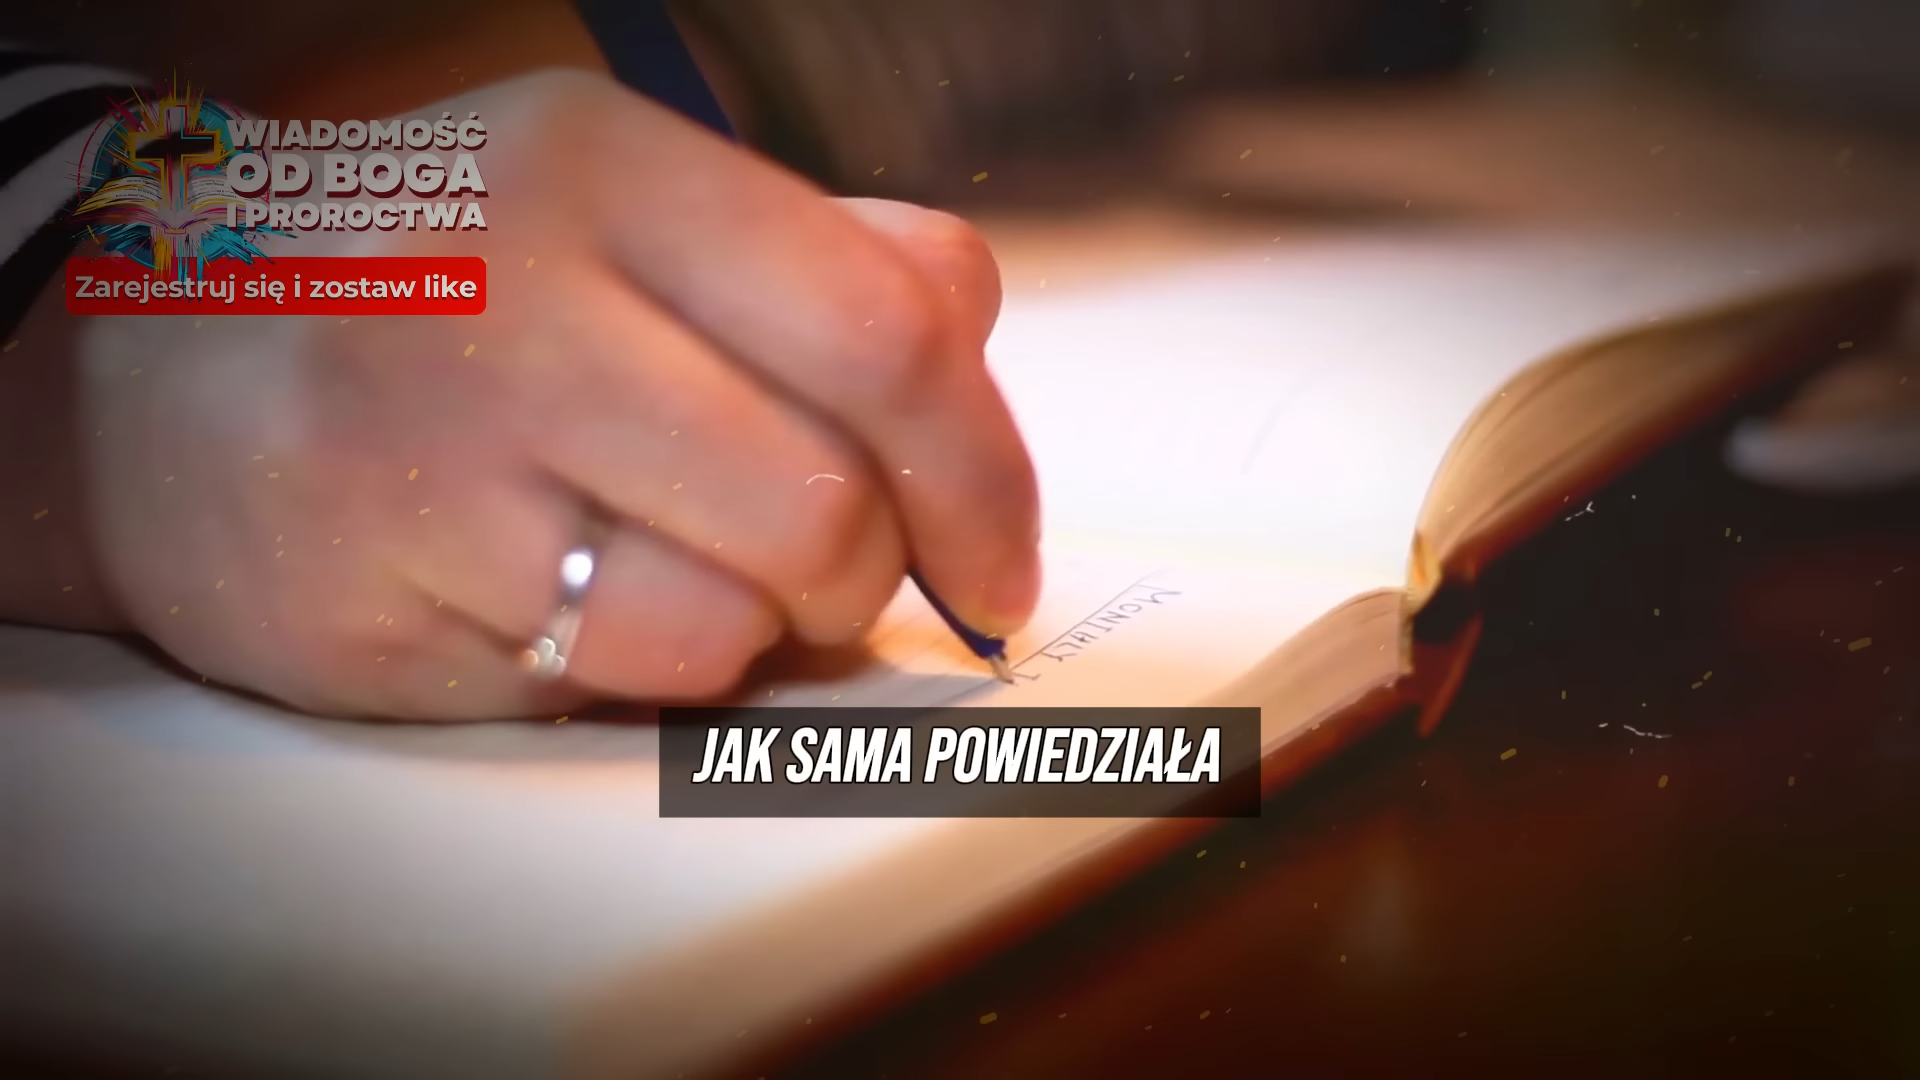 WIADOMOŚĆ
OD BOGA
I PROROCTWA
Zarejestruj się i zostaw like
JAK SAMA POWIEDZIAŁA